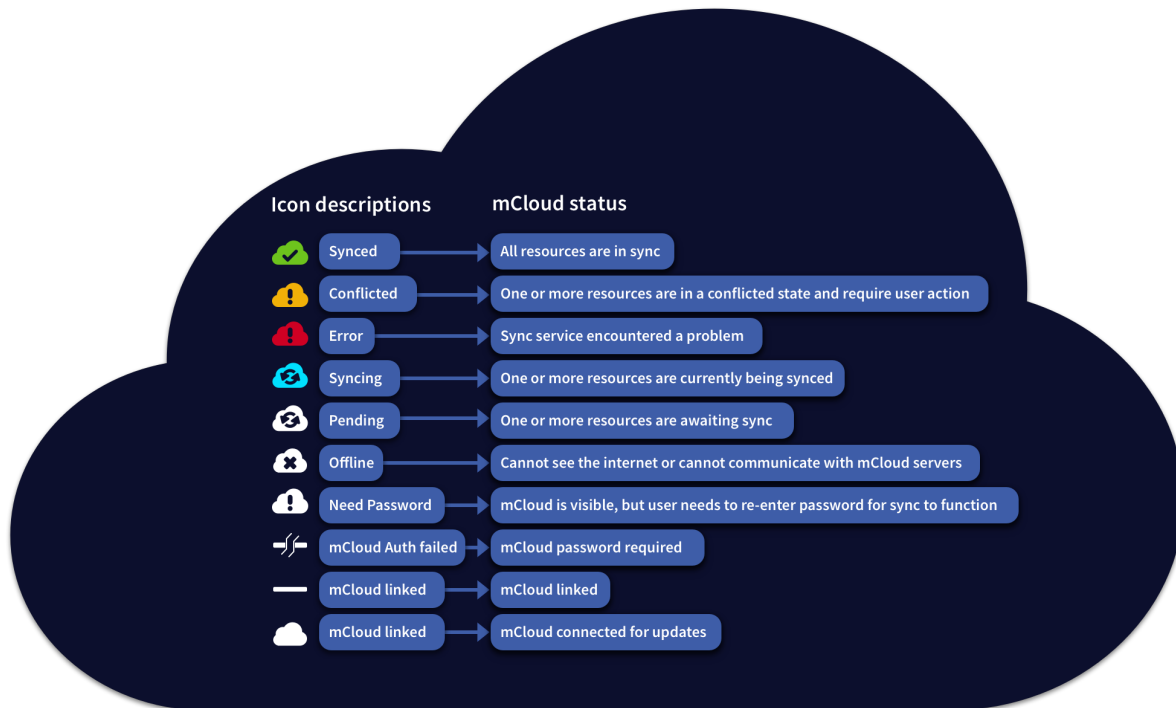 Icon descriptions mCloud status
Synced All resources are in sync
Conflicted One or more resources are in a conflicted state and require user action
Error Sync service encountered a problem
Syncing One or more resources are currently being synced
Pending One or more resources are awaiting sync
Offline Cannot see the internet or cannot communicate with mCloud servers
Need Password mCloud is visible, but user needs to re-enter password for sync to function
mCloud Auth failed mCloud password required
mCloud linked mCloud linked
mCloud linked mCloud connected for updates